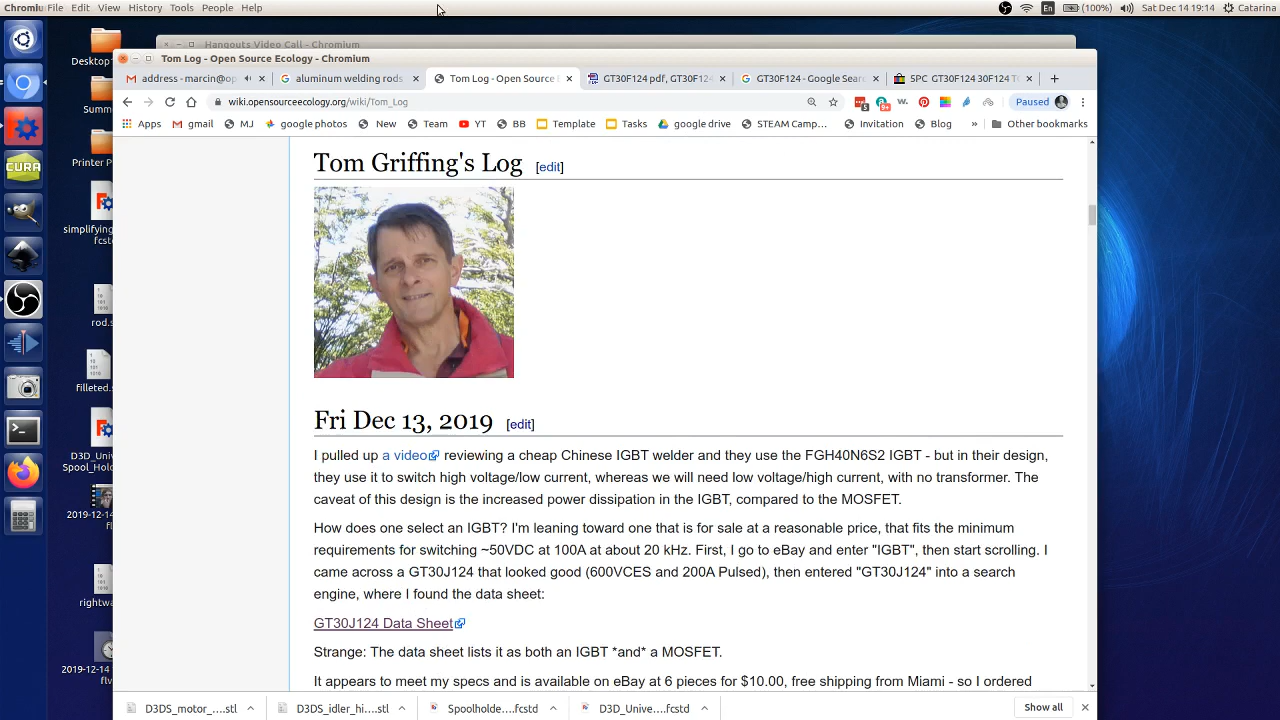 Chromiu File Edit View History Tools People Help
En (100%) Sat Dec 14 19:14 Catarina
Hangouts Video Call - Chromium
Tom Log - Open Source Ecology - Chromium
address - marcin@op
aluminum welding rods
Tom Log - Open Source
GT30F124 pdf, GT30F124
GT30F124 - Google Sear
5PC GT30F124 30F124 T
wiki.opensourceecology.org/wiki/Tom_Log
Paused
Apps gmail MJ google photos New Team YT BB Template Tasks google drive STEAM Camp... Invitation Blog » Other bookmarks
Desktop
Summ
Printer P
simplifying
fcstd
rod.s
filleted.s
D3D_Uni
Spool_Hol
2019-12-14
fl
rightwa
2019-12-14
flv
CURA
Tom Griffing's Log [edit]
Fri Dec 13, 2019 [edit]
I pulled up a video reviewing a cheap Chinese IGBT welder and they use the FGH40N6S2 IGBT - but in their design,
they use it to switch high voltage/low current, whereas we will need low voltage/high current, with no transformer. The
caveat of this design is the increased power dissipation in the IGBT, compared to the MOSFET.
How does one select an IGBT? I'm leaning toward one that is for sale at a reasonable price, that fits the minimum
requirements for switching ~50VDC at 100A at about 20 kHz. First, I go to eBay and enter "IGBT", then start scrolling. I
came across a GT30J124 that looked good (600VCES and 200A Pulsed), then entered "GT30J124" into a search
engine, where I found the data sheet:
GT30J124 Data Sheet
Strange: The data sheet lists it as both an IGBT *and* a MOSFET.
It appears to meet my specs and is available on eBay at 6 pieces for $10.00, free shipping from Miami - so I ordered
D3DS_motor_....stl
D3DS_idler_hi....stl
Spoolholde....fcstd
D3D_Unive....fcstd
Show all